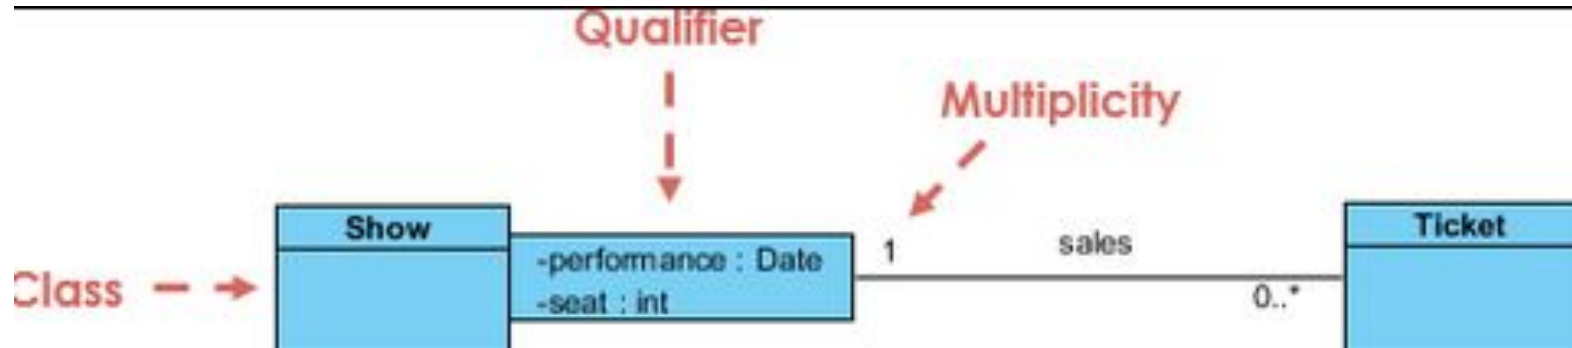 Qualifier
Multiplicity
Show
Ticket
-performance : Date
1
sales
Class
-seat : int
0..*